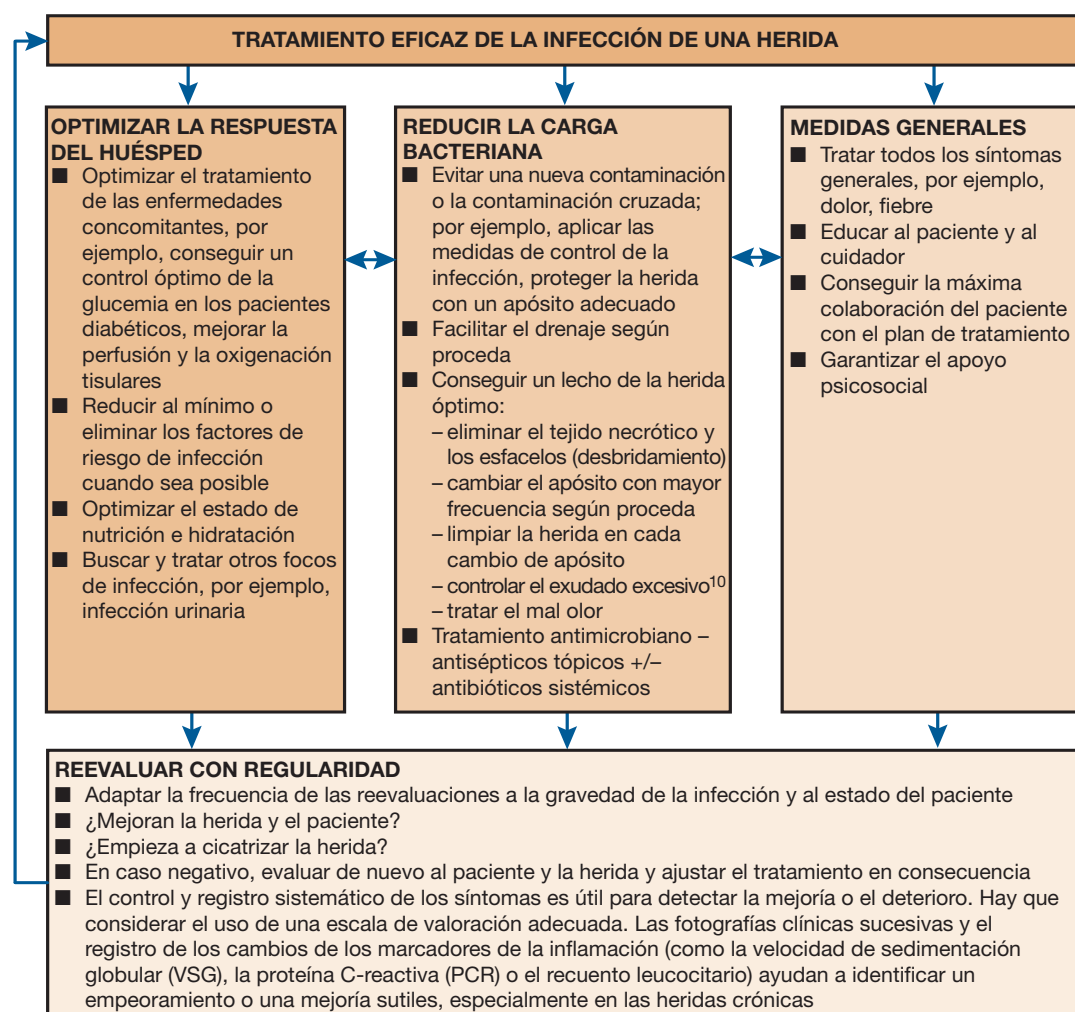 TRATAMIENTO EFICAZ DE LA INFECCIÓN DE UNA HERIDA
OPTIMIZAR LA RESPUESTA
DEL HUÉSPED
■ Optimizar el tratamiento
de las enfermedades
concomitantes, por
ejemplo, conseguir un
control óptimo de la
glucemia en los pacientes
diabéticos, mejorar la
perfusión y la oxigenación
tisulares
■ Reducir al mínimo o
eliminar los factores de
riesgo de infección
cuando sea posible
■ Optimizar el estado de
nutrición e hidratación
■ Buscar y tratar otros focos
de infección, por ejemplo,
infección urinaria
REDUCIR LA CARGA
BACTERIANA
■ Evitar una nueva contaminación
o la contaminación cruzada;
por ejemplo, aplicar las
medidas de control de la
infección, proteger la herida
con un apósito adecuado
■ Facilitar el drenaje según
proceda
■ Conseguir un lecho de la herida
óptimo:
– eliminar el tejido necrótico y
los esfacelos (desbridamiento)
– cambiar el apósito con mayor
frecuencia según proceda
– limpiar la herida en cada
cambio de apósito
– controlar el exudado excesivo¹⁰
– tratar el mal olor
■ Tratamiento antimicrobiano –
antisépticos tópicos +/–
antibióticos sistémicos
MEDIDAS GENERALES
■ Tratar todos los síntomas
generales, por ejemplo,
dolor, fiebre
■ Educar al paciente y al
cuidador
■ Conseguir la máxima
colaboración del paciente
con el plan de tratamiento
■ Garantizar el apoyo
psicosocial
REEVALUAR CON REGULARIDAD
■ Adaptar la frecuencia de las reevaluaciones a la gravedad de la infección y al estado del paciente
■ ¿Mejoran la herida y el paciente?
■ ¿Empieza a cicatrizar la herida?
■ En caso negativo, evaluar de nuevo al paciente y la herida y ajustar el tratamiento en consecuencia
■ El control y registro sistemático de los síntomas es útil para detectar la mejoría o el deterioro. Hay que
considerar el uso de una escala de valoración adecuada. Las fotografías clínicas sucesivas y el
registro de los cambios de los marcadores de la inflamación (como la velocidad de sedimentación
globular (VSG), la proteína C-reactiva (PCR) o el recuento leucocitario) ayudan a identificar un
empeoramiento o una mejoría sutiles, especialmente en las heridas crónicas